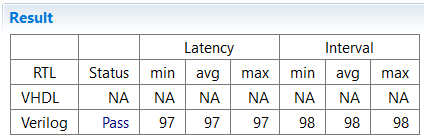 Result
Latency Interval
RTL Status min avg max min avg max
VHDL NA NA NA NA NA NA NA
Verilog Pass 97 97 97 98 98 98